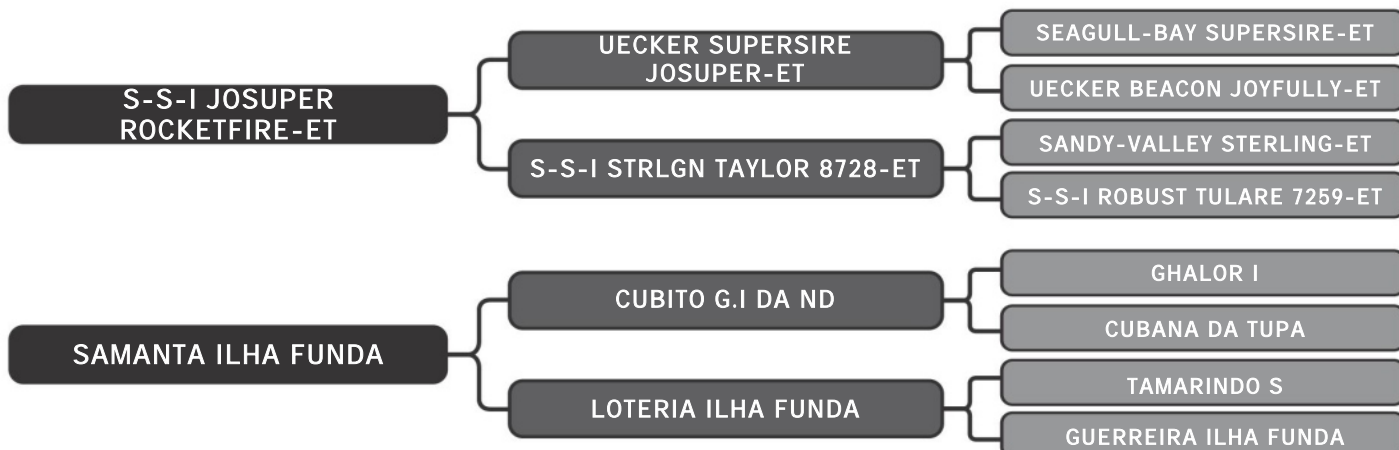 S-S-I JOSUPER
ROCKETFIRE-ET
UECKER SUPERSIRE
JOSUPER-ET
SEAGULL-BAY SUPERSIRE-ET
UECKER BEACON JOYFULLY-ET
S-S-I STRLGN TAYLOR 8728-ET
SANDY-VALLEY STERLING-ET
S-S-I ROBUST TULARE 7259-ET
SAMANTA ILHA FUNDA
CUBITO G.I DA ND
GHALOR I
CUBANA DA TUPA
LOTERIA ILHA FUNDA
TAMARINDO S
GUERREIRA ILHA FUNDA